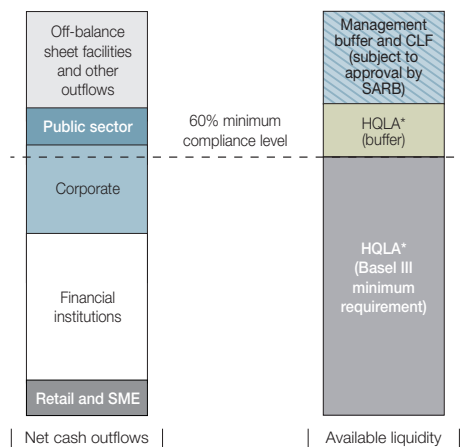 Off-balance
sheet facilities
and other
outflows
Public sector
Corporate
Financial
institutions
Retail and SME
Net cash outflows
60% minimum
compliance level
Management
buffer and CLF
(subject to
approval by
SARB)
HQLA*
(buffer)
HQLA*
(Basel III
minimum
requirement)
Available liquidity